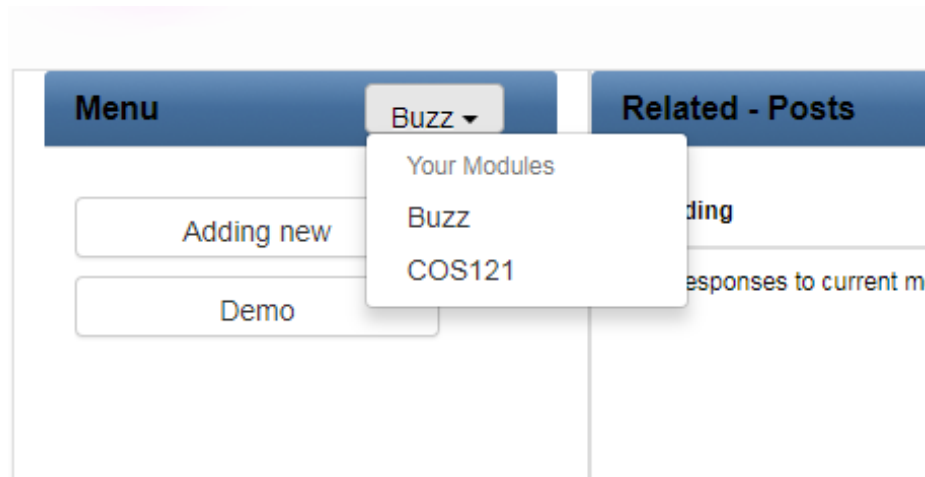 Menu
Buzz
Related - Posts
Your Modules
Buzz
COS121
Adding new
Demo
esponses to current